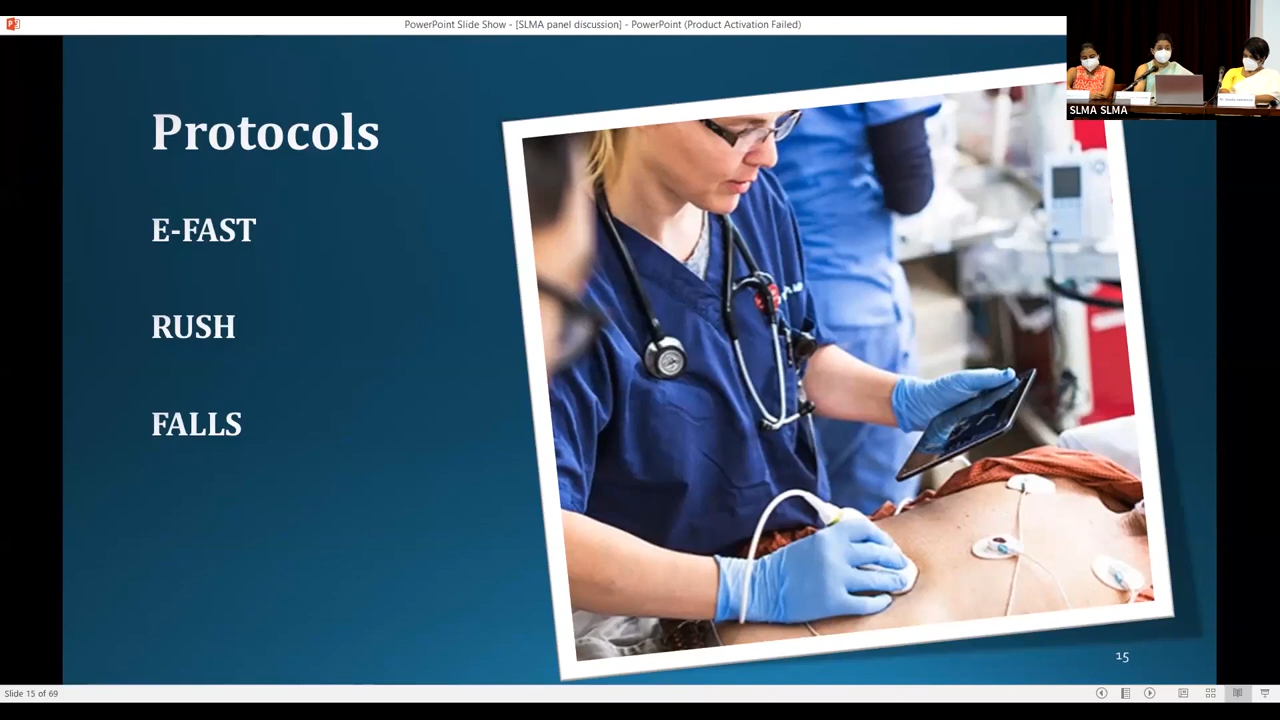 PowerPoint Slide Show - [SLMA panel discussion] - PowerPoint (Product Activation Failed)
SLMA SLMA
Protocols
E-FAST
RUSH
FALLS
15
Slide 15 of 69